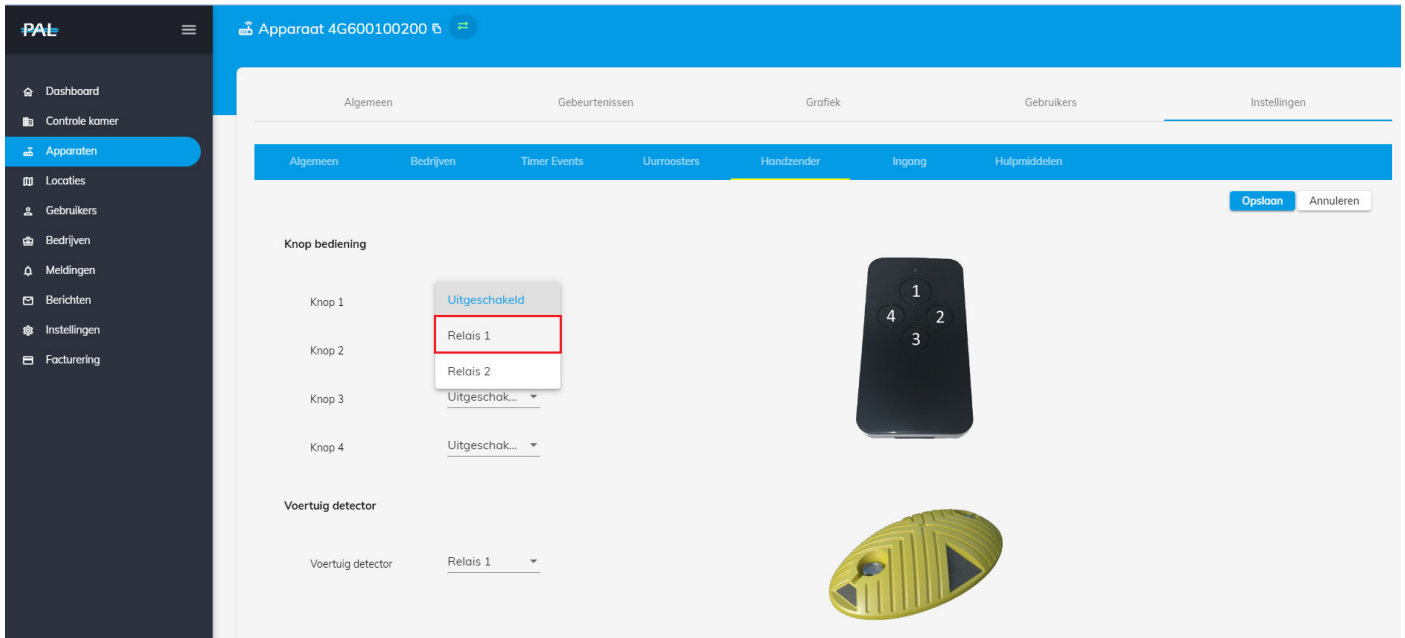 PAL
Apparaat 4G600100200
Dashboard
Controle kamer
Apparaten
Locaties
Gebruikers
Bedrijven
Meldingen
Berichten
Instellingen
Facturering
Algemeen Gebeurtenissen Grafiek Gebruikers Instellingen
Algemeen Bedrijven Timer Events Uurroosters Handzender Ingang Hulpmiddelen
Opslaan Annuleren
Knop bediening
Knop 1 Uitgeschakeld
Relais 1
Knop 2
Relais 2
Knop 3 Uitgeschak...
Knop 4 Uitgeschak...
1
4 2
3
Voertuig detector
Voertuig detector Relais 1